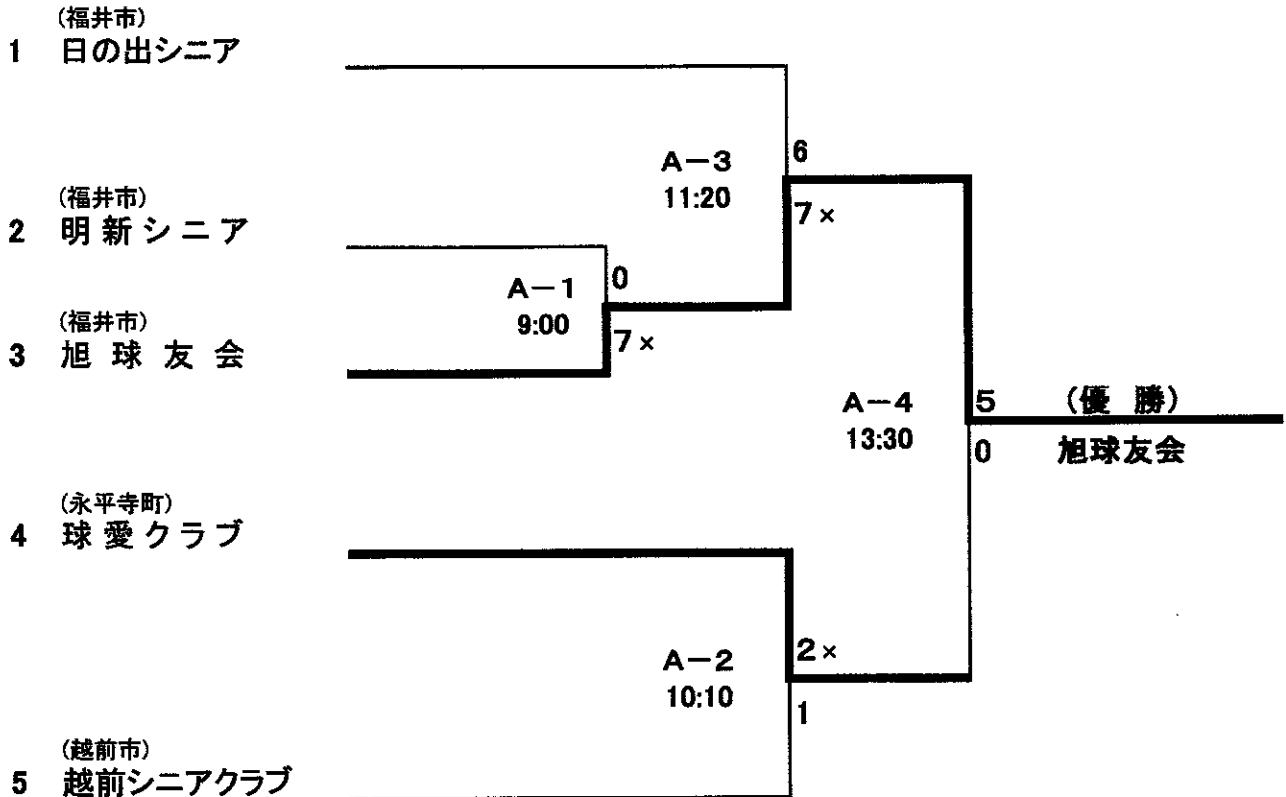 (福井市)
1 日の出シニア
A-3
11:20
6
7×
(福井市)
2 明新シニア
A-1
9:00
0
7×
(福井市)
3 旭球友会
A-4
13:30
5 (優勝)
0 旭球友会
(永平寺町)
4 球愛クラブ
A-2
10:10
2×
1
(越前市)
5 越前シニアクラブ